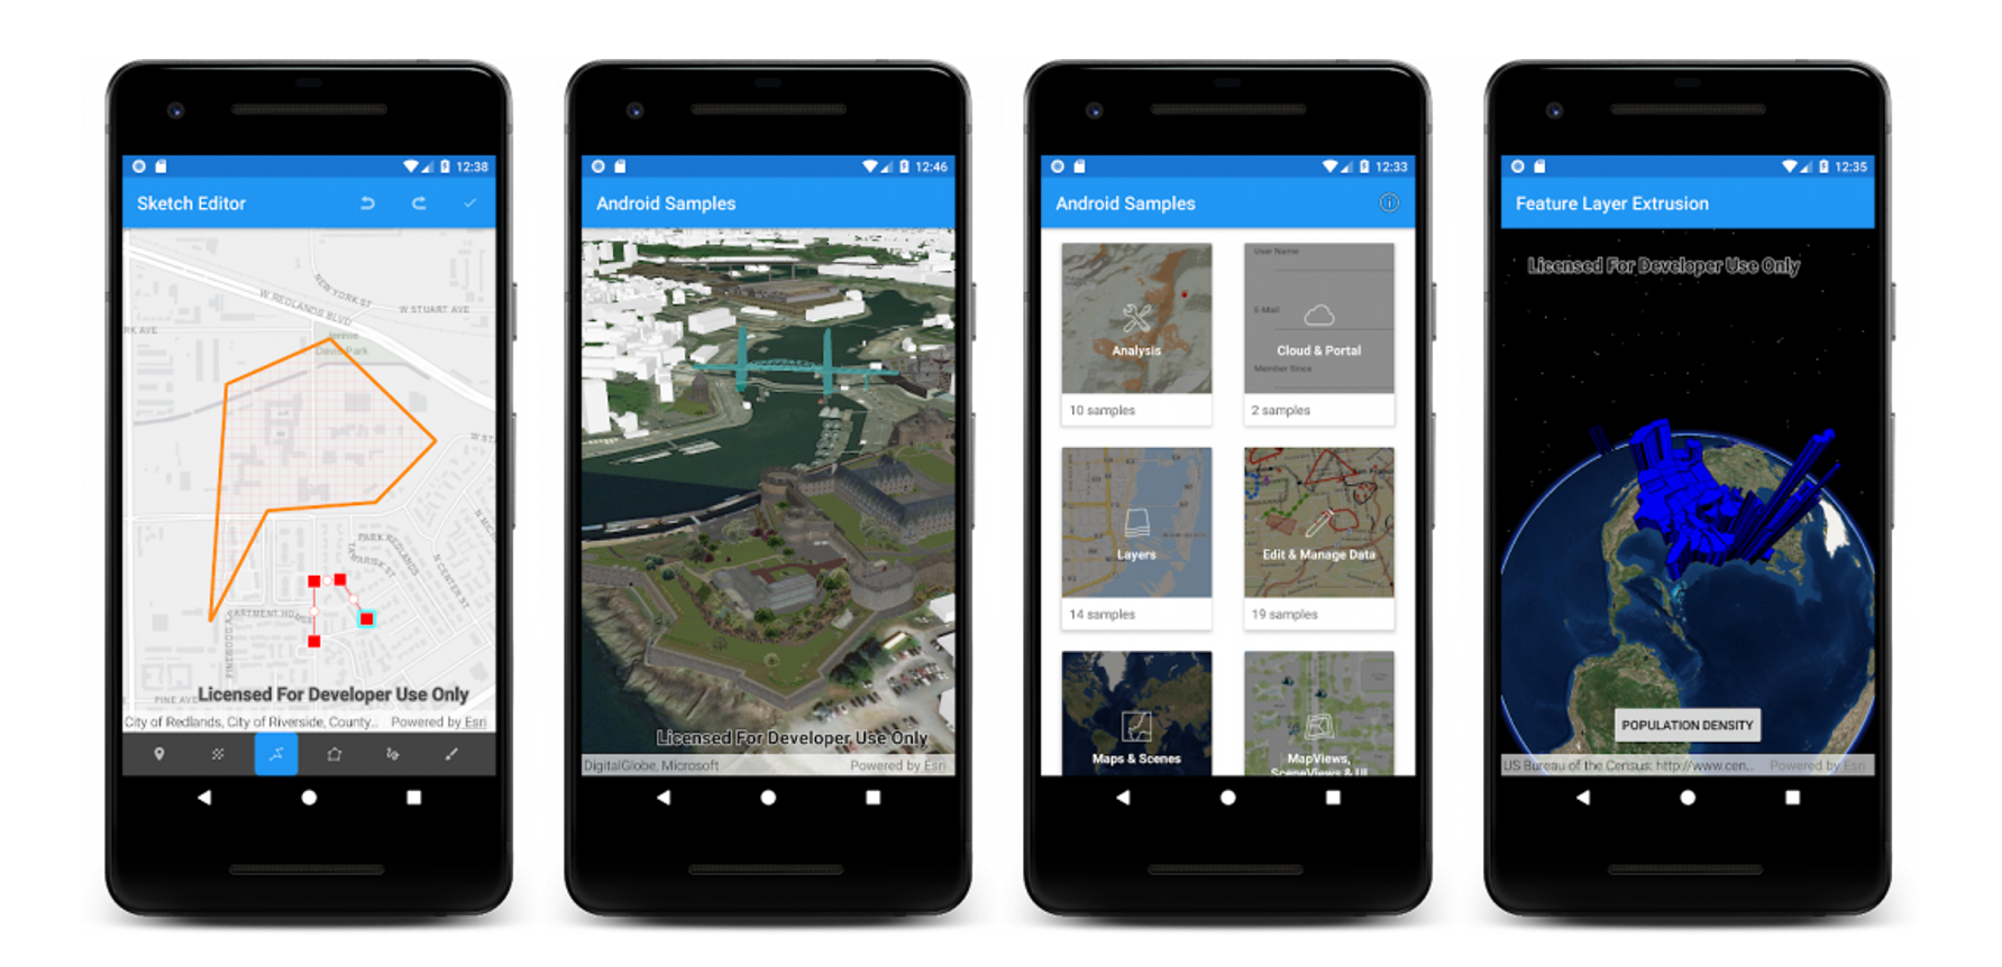 12:38
Sketch Editor
NEW YORK ST
W REDLANDS BLVD
W STUART AVE
RK AVE
Jennie
Davis Park
W ST
PARK REDLANDS
TAMARISK ST
N CENTER ST
ARTMENT HOMES
PINE AVE
Licensed For Developer Use Only
City of Redlands, City of Riverside, County... Powered by Esri
12:46
Android Samples
Licensed For Developer Use Only
DigitalGlobe, Microsoft Powered by Esri
12:33
Android Samples
Analysis
10 samples
User Name
E-Mail
Cloud & Portal
Member Since
2 samples
Layers
14 samples
Edit & Manage Data
19 samples
Maps & Scenes
MapViews,
SceneViews & UI
12:35
Feature Layer Extrusion
Licensed For Developer Use Only
POPULATION DENSITY
US Bureau of the Census: http://www.cen... Powered by Esri